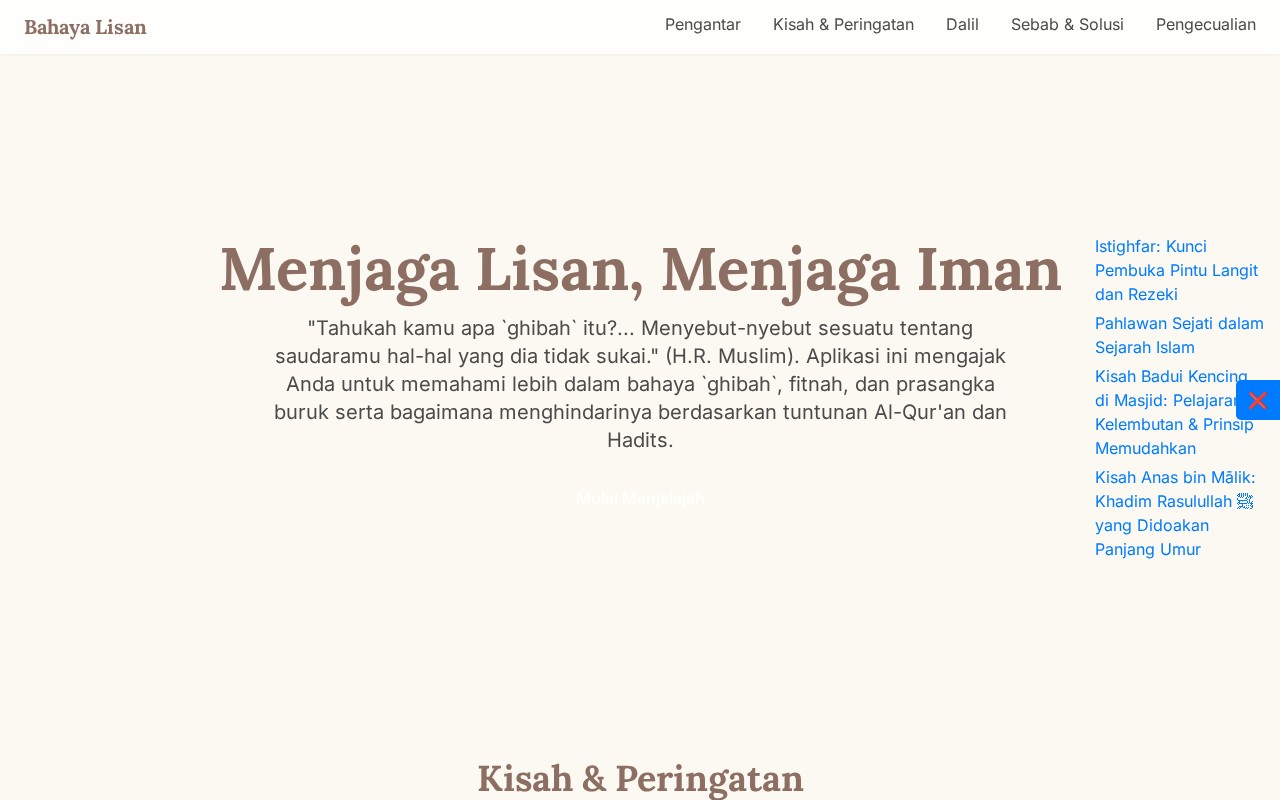 Bahaya Lisan
Pengantar
Kisah & Peringatan
Dalil
Sebab & Solusi
Pengecualian
Menjaga Lisan, Menjaga Iman
"Tahukah kamu apa `ghibah` itu?... Menyebut-nyebut sesuatu tentang
saudaramu hal-hal yang dia tidak sukai." (H.R. Muslim). Aplikasi ini mengajak
Anda untuk memahami lebih dalam bahaya `ghibah`, fitnah, dan prasangka
buruk serta bagaimana menghindarinya berdasarkan tuntunan Al-Qur'an dan
Hadits.
Mulai Menjelajah
Istighfar: Kunci
Pembuka Pintu Langit
dan Rezeki
Pahlawan Sejati dalam
Sejarah Islam
Kisah Badui Kencing
di Masjid: Pelajaran
Kelembutan & Prinsip
Memudahkan
Kisah Anas bin Mālik:
Khadim Rasulullah ﷺ
yang Didoakan
Panjang Umur
Kisah & Peringatan